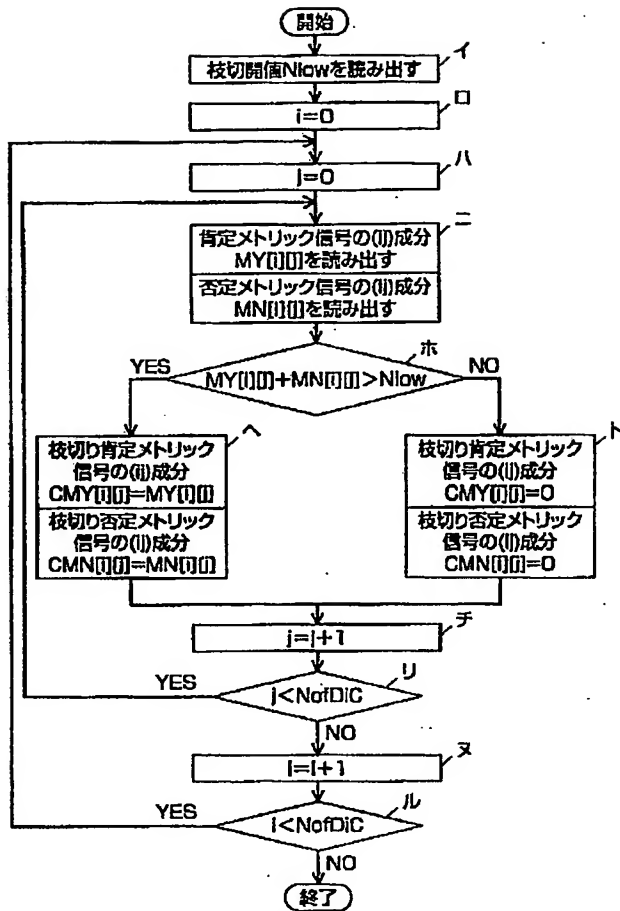 開始
イ
枝切閾値Nlowを読み出す
ロ
i=0
ハ
j=0
ニ
肯定メトリック信号の(ij)成分
MY[i][j]を読み出す
否定メトリック信号の(ij)成分
MN[i][j]を読み出す
ホ
YES
NO
MY[i][j]+MN[i][j]>Nlow
ヘ
枝切り肯定メトリック
信号の(ij)成分
CMY[i][j]=MY[i][j]
枝切り否定メトリック
信号の(ij)成分
CMN[i][j]=MN[i][j]
ト
枝切り肯定メトリック
信号の(ij)成分
CMY[i][j]=0
枝切り否定メトリック
信号の(ij)成分
CMN[i][j]=0
チ
j=j+1
リ
YES
j<NofDiC
NO
ヌ
i=i+1
ル
YES
i<NofDiC
NO
終了